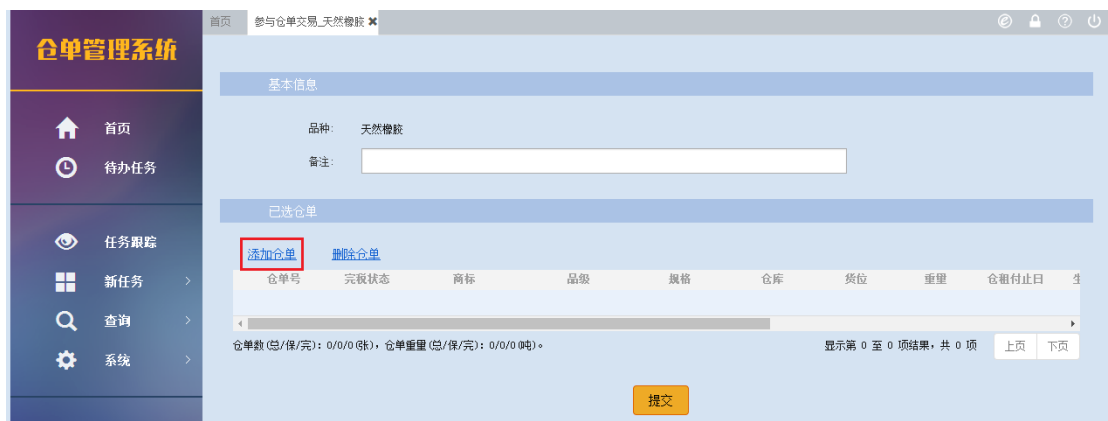 首页 参与仓单交易_天然橡胶 ✖
仓单管理系统
基本信息
首页
品种: 天然橡胶
备注:
待办任务
已选仓单
任务跟踪
添加仓单 删除仓单
新任务
仓单号 完税状态 商标 品级 规格 仓库 货位 重量 仓租付止日 生
查询
仓单数(总/保/完): 0/0/0(张), 仓单重量(总/保/完): 0/0/0(吨)。 显示第 0 至 0 项结果, 共 0 项 上页 下页
系统
提交